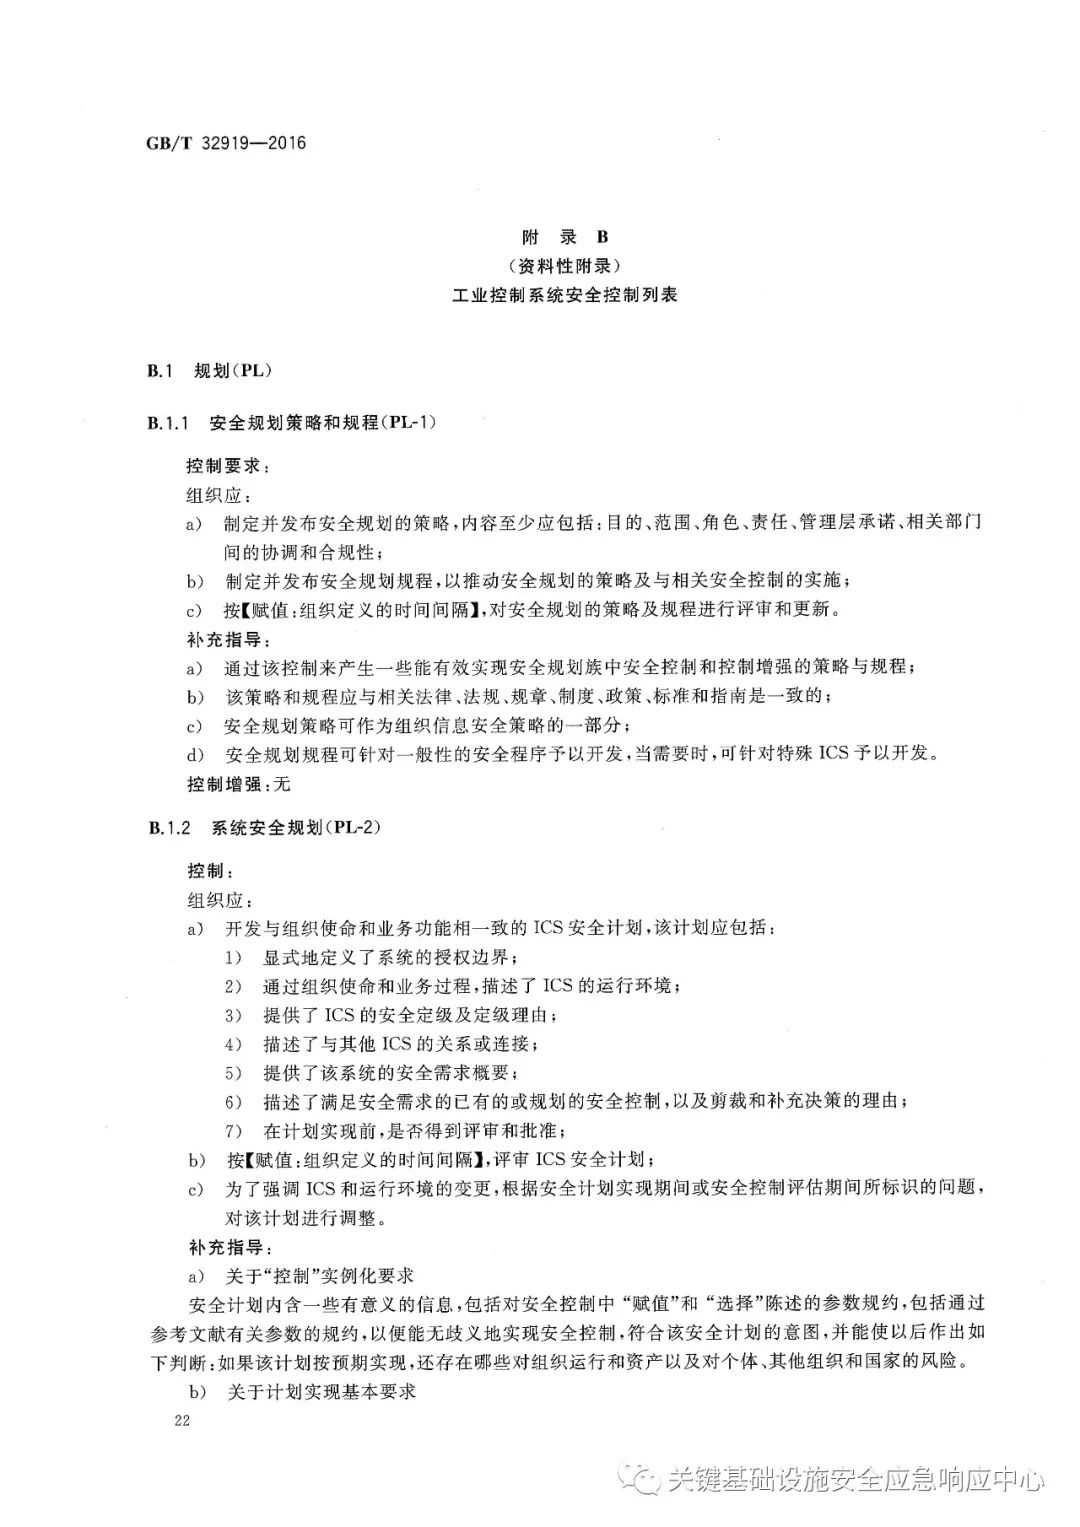 GB/T 32919—2016
附 录 B
（资料性附录）
工业控制系统安全控制列表
B.1 规划(PL)
B.1.1 安全规划策略和规程(PL-1)
控制要求：
组织应：
a) 制定并发布安全规划的策略，内容至少应包括：目的、范围、角色、责任、管理层承诺、相关部门
间的协调和合规性；
b) 制定并发布安全规划规程，以推动安全规划的策略及与相关安全控制的实施；
c) 按【赋值：组织定义的时间间隔】，对安全规划的策略及规程进行评审和更新。
补充指导：
a) 通过该控制来产生一些能有效实现安全规划族中安全控制和控制增强的策略与规程；
b) 该策略和规程应与相关法律、法规、规章、制度、政策、标准和指南是一致的；
c) 安全规划策略可作为组织信息安全策略的一部分；
d) 安全规划规程可针对一般性的安全程序予以开发，当需要时，可针对特殊 ICS 予以开发。
控制增强：无
B.1.2 系统安全规划(PL-2)
控制：
组织应：
a) 开发与组织使命和业务功能相一致的 ICS 安全计划，该计划应包括：
1) 显式地定义了系统的授权边界；
2) 通过组织使命和业务过程，描述了 ICS 的运行环境；
3) 提供了 ICS 的安全定级及定级理由；
4) 描述了与其他 ICS 的关系或连接；
5) 提供了该系统的安全需求概要；
6) 描述了满足安全需求的已有的或规划的安全控制，以及剪裁和补充决策的理由；
7) 在计划实现前，是否得到评审和批准；
b) 按【赋值：组织定义的时间间隔】，评审 ICS 安全计划；
c) 为了强调 ICS 和运行环境的变更，根据安全计划实现期间或安全控制评估期间所标识的问题，
对该计划进行调整。
补充指导：
a) 关于“控制”实例化要求
安全计划内含一些有意义的信息，包括对安全控制中 “赋值”和 “选择”陈述的参数规约，包括通过
参考文献有关参数的规约，以便能无歧义地实现安全控制，符合该安全计划的意图，并能使以后作出如
下判断：如果该计划按预期实现，还存在哪些对组织运行和资产以及对个体、其他组织和国家的风险。
b) 关于计划实现基本要求
22
关键基础设施安全应急响应中心